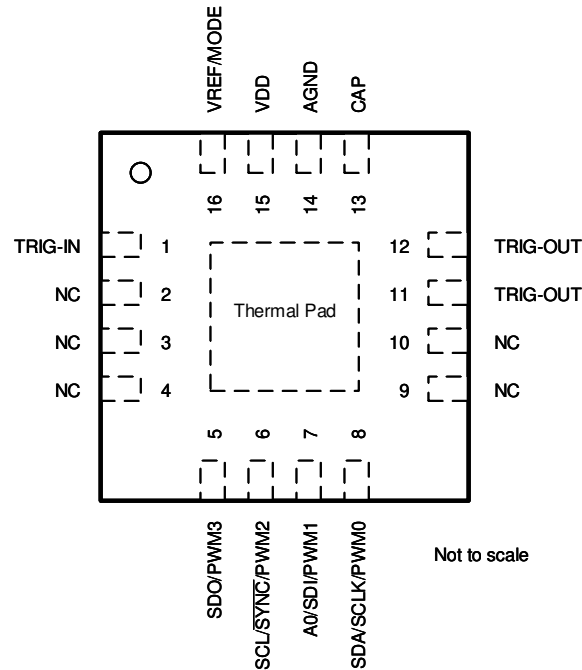 VREF/MODE
VDD
AGND
CAP
16
15
14
13
TRIG-IN 1
12 TRIG-OUT
NC 2
11 TRIG-OUT
Thermal Pad
NC 3
10 NC
NC 4
9 NC
5
6
7
8
SDO/PWM3
SCL/S̅Y̅N̅C̅/PWM2
A0/SDI/PWM1
SDA/SCLK/PWM0
Not to scale